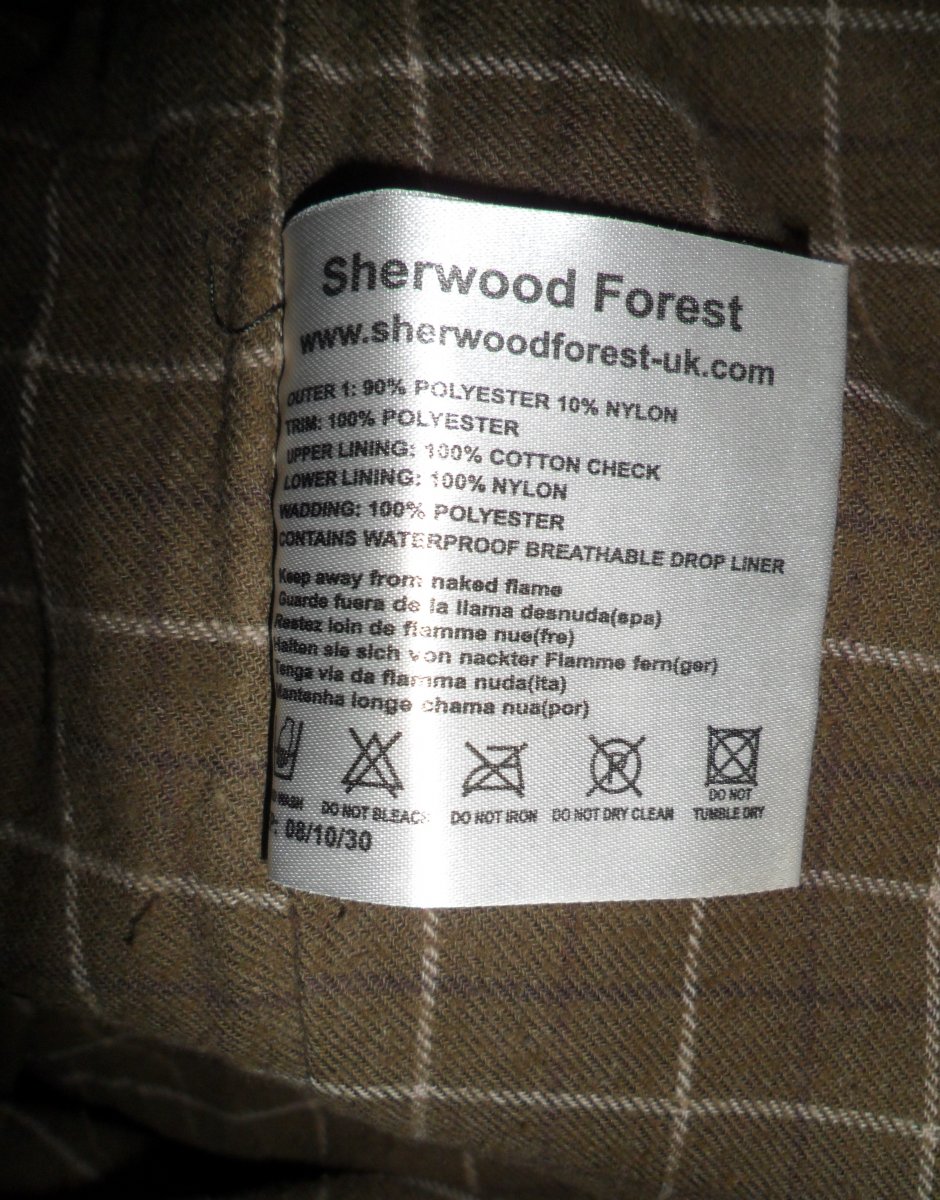 Sherwood Forest
www.sherwoodforest-uk.com
OUTER 1: 90% POLYESTER 10% NYLON
TRIM: 100% POLYESTER
UPPER LINING: 100% COTTON CHECK
LOWER LINING: 100% NYLON
WADDING: 100% POLYESTER
CONTAINS WATERPROOF BREATHABLE DROP LINER
Keep away from naked flame
Guarde fuera de la llama desnuda(spa)
Restez loin de flamme nue(fre)
Halten sie sich von nackter Flamme fern(ger)
Tenga via da flamma nuda(ita)
Mantenha longe chama nua(por)
WASH DO NOT BLEACH DO NOT IRON DO NOT DRY CLEAN DO NOT TUMBLE DRY
08/10/30